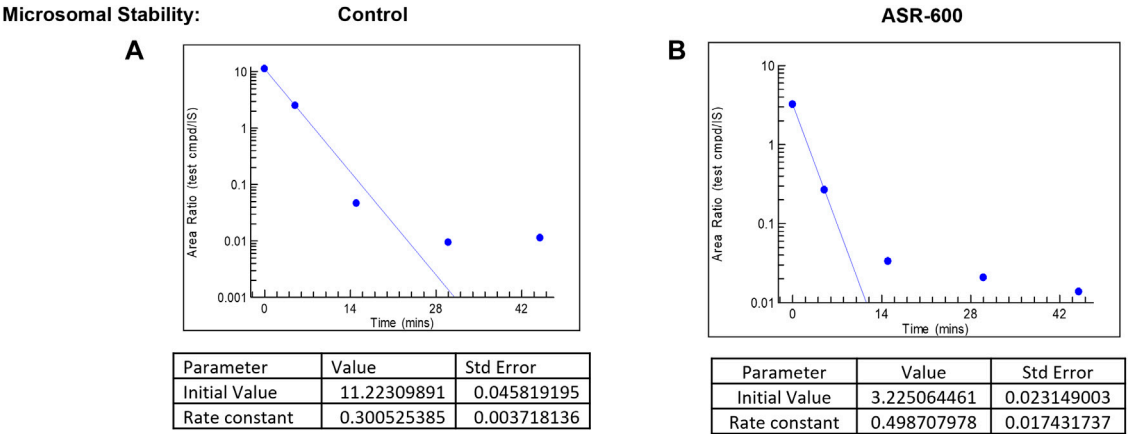 Microsomal Stability: Control ASR-600
A
10
1
0.1
0.01
0.001
Area Ratio (test cmpd/IS)
0 14 28 42
Time (mins)
Parameter Value Std Error
Initial Value 11.22309891 0.045819195
Rate constant 0.300525385 0.003718136
B
10
1
0.1
0.01
Area Ratio (test cmpd/IS)
0 14 28 42
Time (mins)
Parameter Value Std Error
Initial Value 3.225064461 0.023149003
Rate constant 0.498707978 0.017431737